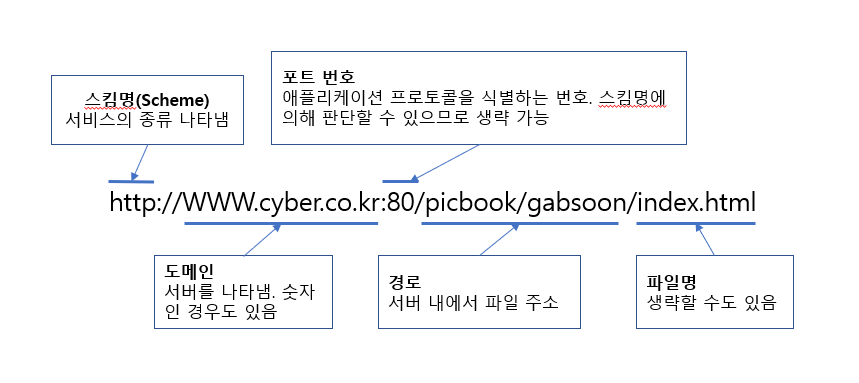 포트 번호
애플리케이션 프로토콜을 식별하는 번호. 스킴명에
의해 판단할 수 있으므로 생략 가능
스킴명(Scheme)
서비스의 종류 나타냄
http://WWW.cyber.co.kr:80/picbook/gabsoon/index.html
도메인
서버를 나타냄. 숫자
인 경우도 있음
경로
서버 내에서 파일 주소
파일명
생략할 수도 있음